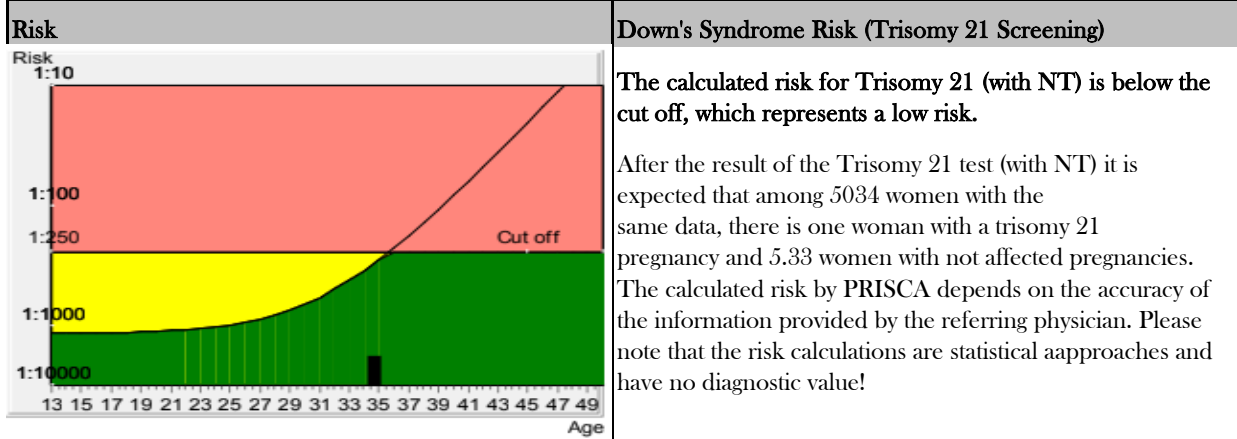 Risk
Risk
1:10
1:100
1:250
Cut off
1:1000
1:10000
13 15 17 19 21 23 25 27 29 31 33 35 37 39 41 43 45 47 49
Age
Down's Syndrome Risk (Trisomy 21 Screening)
The calculated risk for Trisomy 21 (with NT) is below the
cut off, which represents a low risk.
After the result of the Trisomy 21 test (with NT) it is
expected that among 5034 women with the
same data, there is one woman with a trisomy 21
pregnancy and 5.33 women with not affected pregnancies.
The calculated risk by PRISCA depends on the accuracy of
the information provided by the referring physician. Please
note that the risk calculations are statistical aapproaches and
have no diagnostic value!